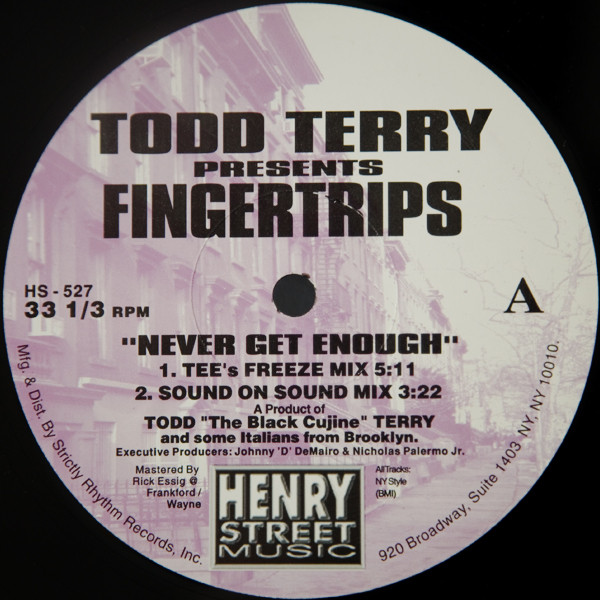 TODD TERRY
PRESENTS
FINGERTRIPS
HS - 527
33 1/3 RPM
A
"NEVER GET ENOUGH"
1. TEE's FREEZE MIX 5:11
2. SOUND ON SOUND MIX 3:22
A Product of
TODD "The Black Cujine" TERRY
and some Italians from Brooklyn.
Executive Producers: Johnny 'D' DeMairo & Nicholas Palermo Jr.
Mastered By
Rick Essig @
Frankford /
Wayne
HENRY
STREET
MUSIC
All Tracks:
NY Style
(BMI)
Mfg. & Dist. By Strictly Rhythm Records, Inc.
920 Broadway, Suite 1403 NY, NY 10010.